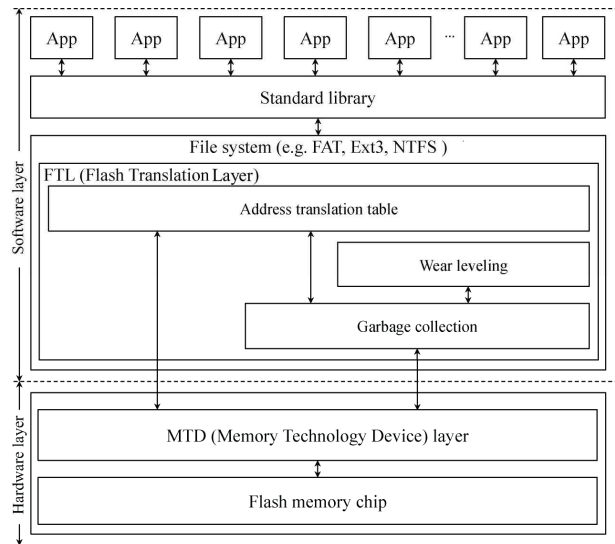 App App App App App ... App App
Standard library
File system (e.g. FAT, Ext3, NTFS )
FTL (Flash Translation Layer)
Address translation table
Wear leveling
Garbage collection
Software layer
MTD (Memory Technology Device) layer
Flash memory chip
Hardware layer